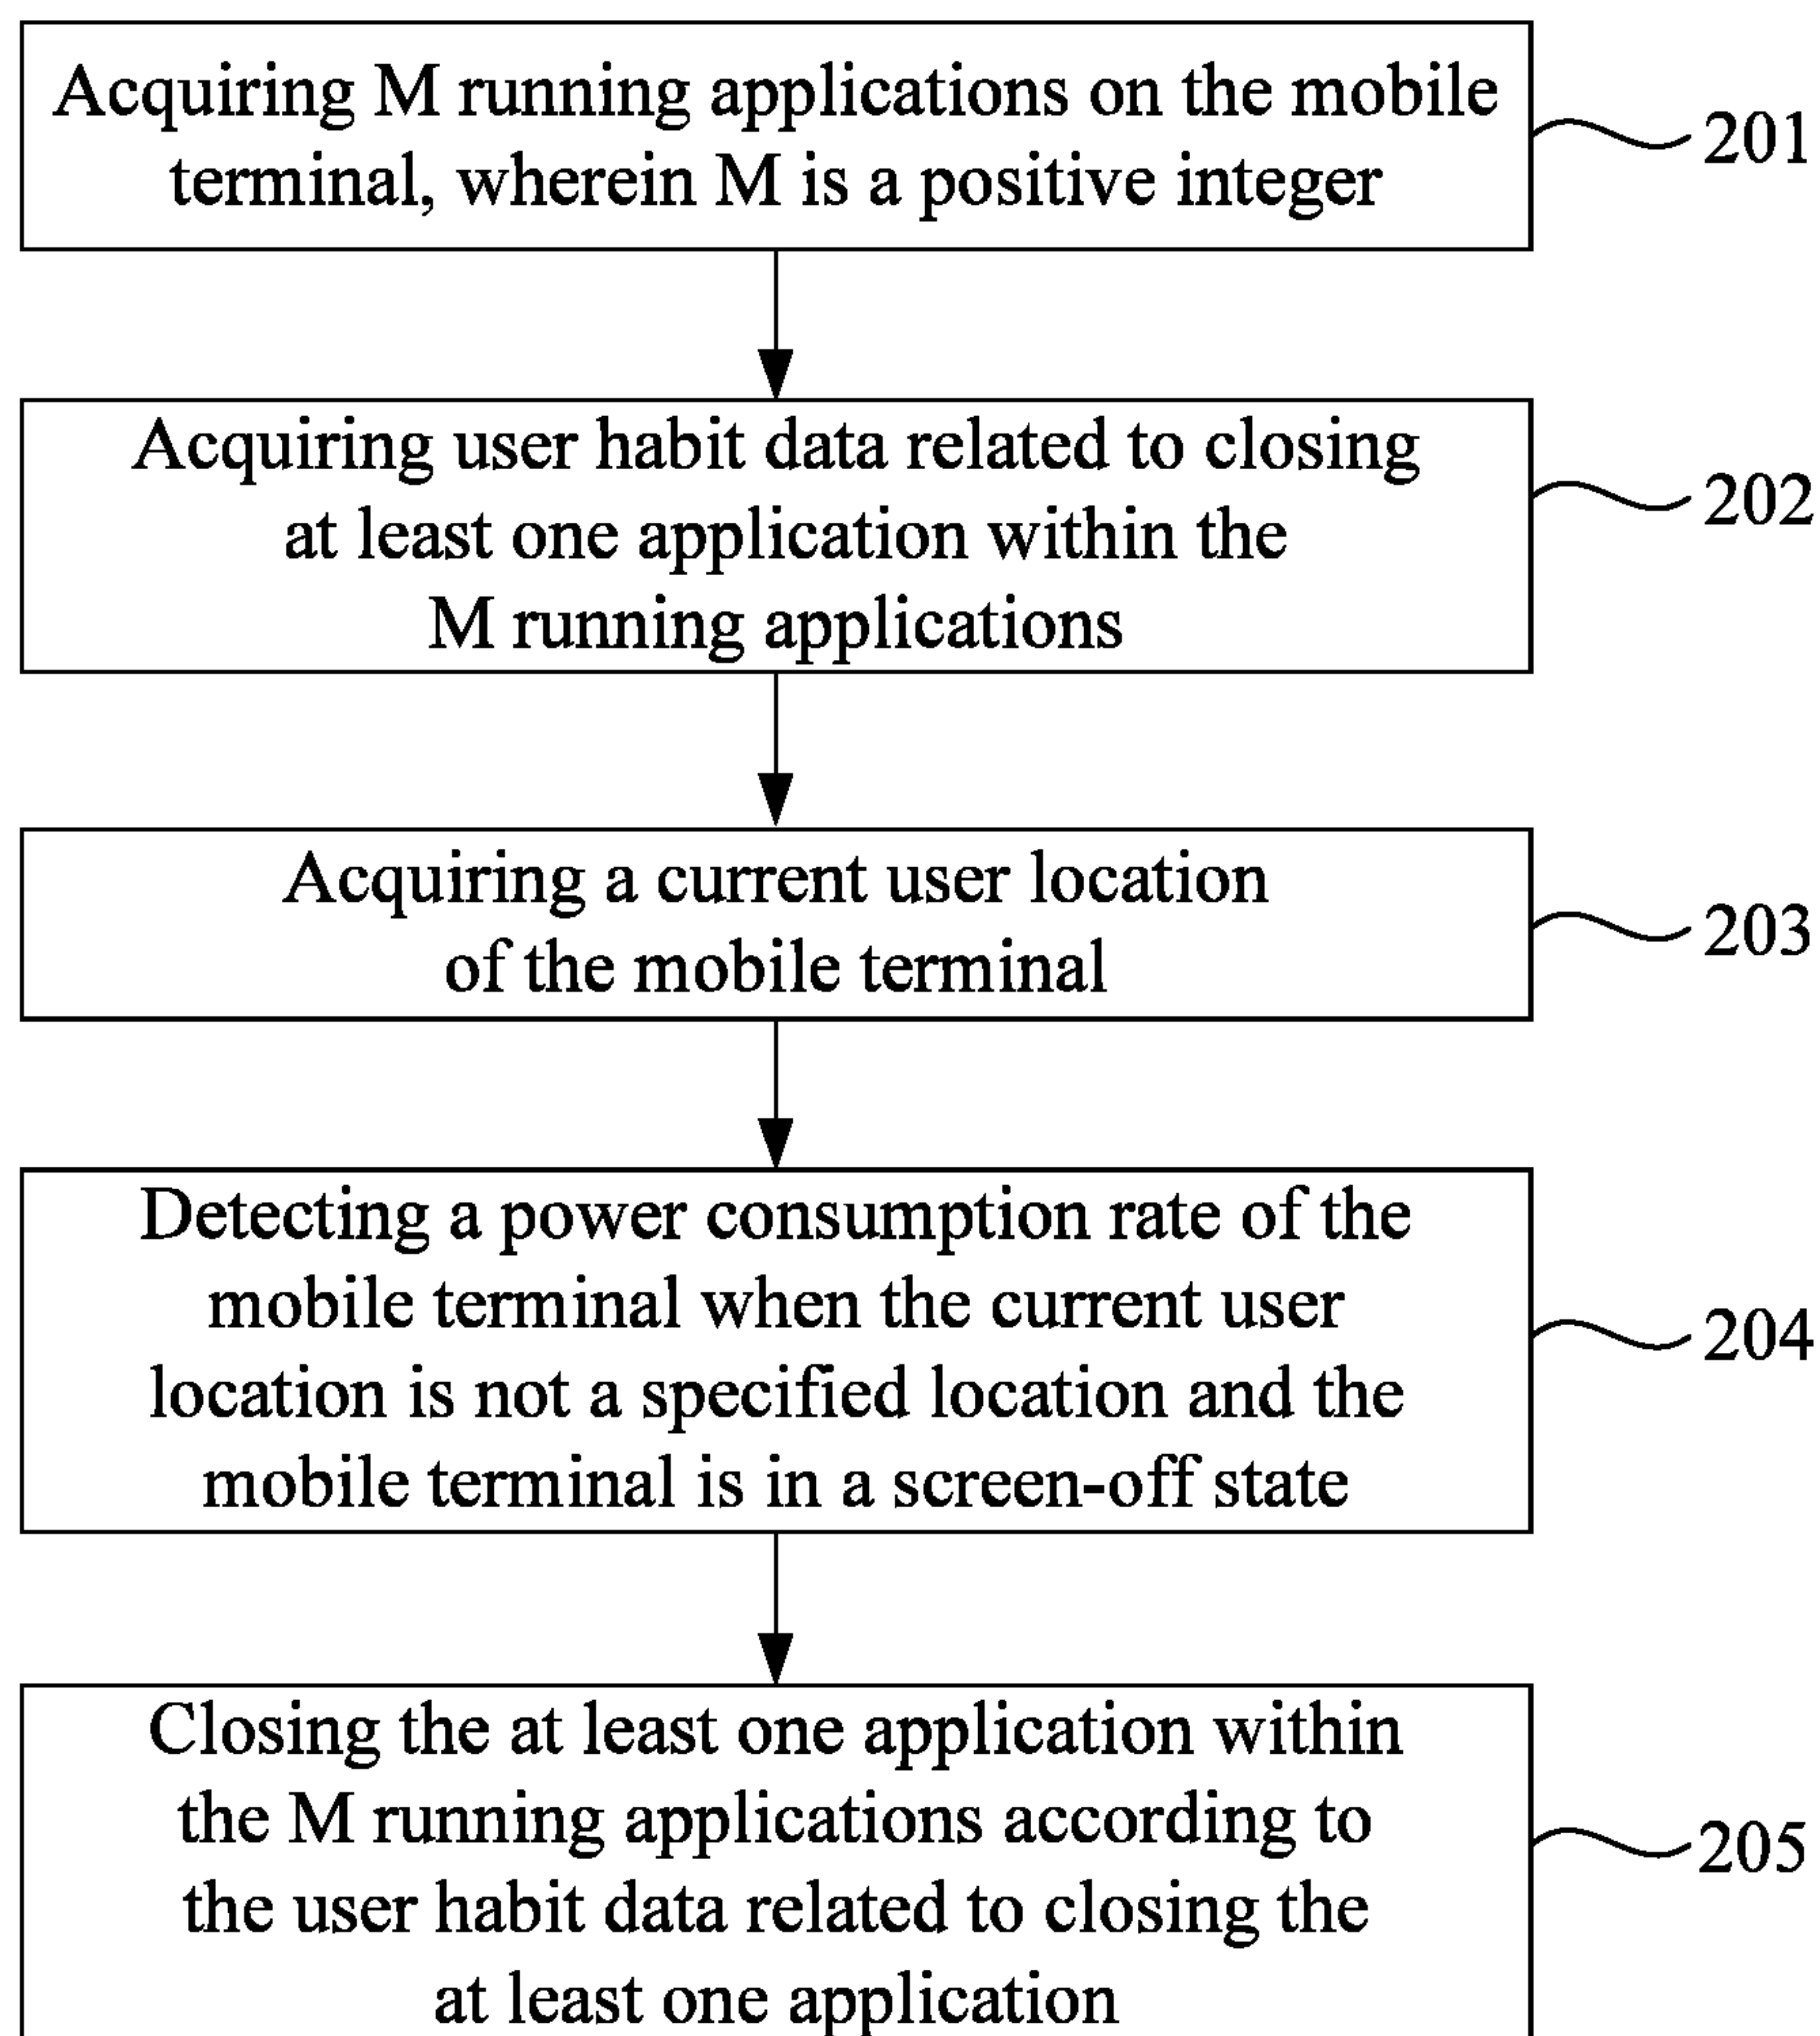 Acquiring M running applications on the mobile
terminal, wherein M is a positive integer
201
Acquiring user habit data related to closing
at least one application within the
M running applications
202
Acquiring a current user location
of the mobile terminal
203
Detecting a power consumption rate of the
mobile terminal when the current user
location is not a specified location and the
mobile terminal is in a screen-off state
204
Closing the at least one application within
the M running applications according to
the user habit data related to closing the
at least one application
205